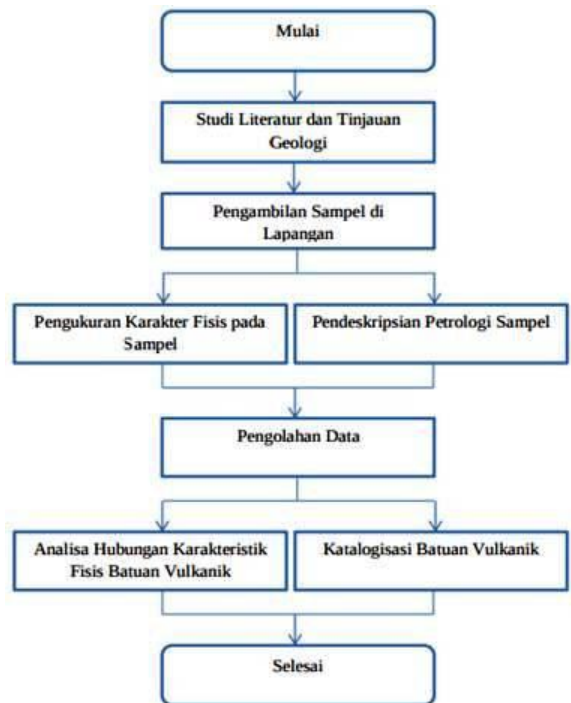 Mulai
Studi Literatur dan Tinjauan
Geologi
Pengambilan Sampel di
Lapangan
Pengukuran Karakter Fisis pada
Sampel
Pendeskripsian Petrologi Sampel
Pengolahan Data
Analisa Hubungan Karakteristik
Fisis Batuan Vulkanik
Katalogisasi Batuan Vulkanik
Selesai